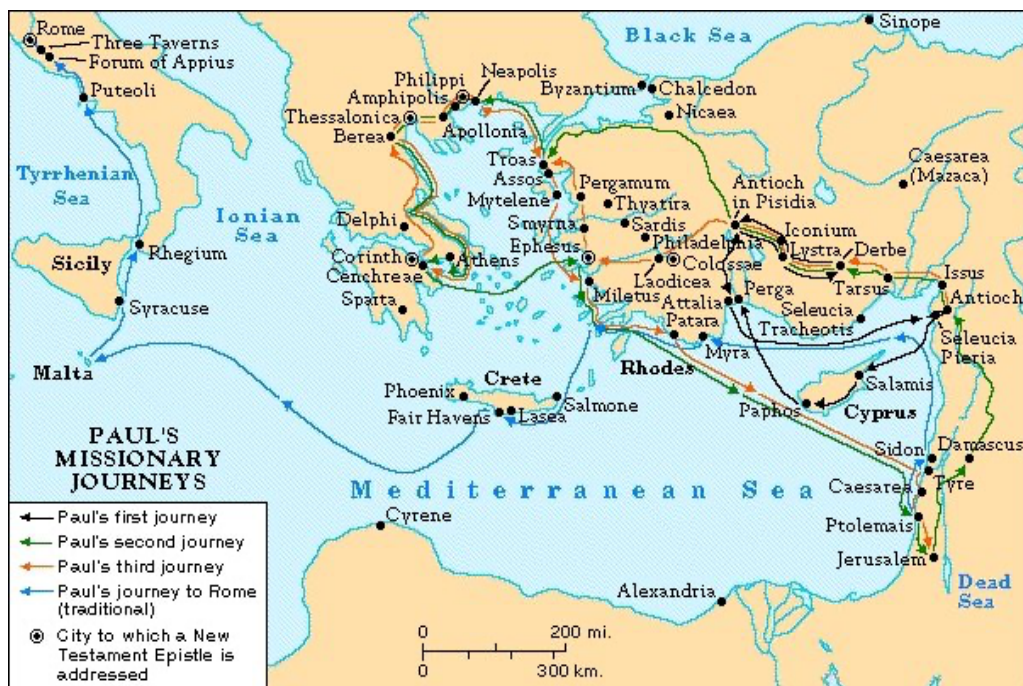 Rome
Three Taverns
Forum of Appius
Puteoli
Tyrrhenian
Sea
Ionian
Sea
Sicily
Rhegium
Syracuse
Malta
Black Sea
Sinope
Philippi
Neapolis
Amphipolis
Thessalonica
Berea
Apollonia
Byzantium
Chalcedon
Nicaea
Troas
Assos
Mytelene
Pergamum
Thyatira
Smyrna
Sardis
Ephesus
Philadelphia
Colossae
Laodicea
Miletus
Attalia
Perga
Patara
Myra
Rhodes
Delphi
Corinth
Cenchreae
Athens
Sparta
Caesarea
(Mazaca)
Antioch
in Pisidia
Iconium
Lystra
Derbe
Tarsus
Issus
Antioch
Seleucia
Tracheotis
Seleucia
Pieria
Salamis
Paphos
Cyprus
Phoenix
Crete
Fair Havens
Lasea
Salmone
Sidon
Damascus
Tyre
Caesarea
Ptolemais
Jerusalem
Dead
Sea
Mediterranean Sea
Cyrene
Alexandria
PAUL'S
MISSIONARY
JOURNEYS
Paul's first journey
Paul's second journey
Paul's third journey
Paul's journey to Rome
(traditional)
City to which a New
Testament Epistle is
addressed
0 200 mi.
0 300 km.